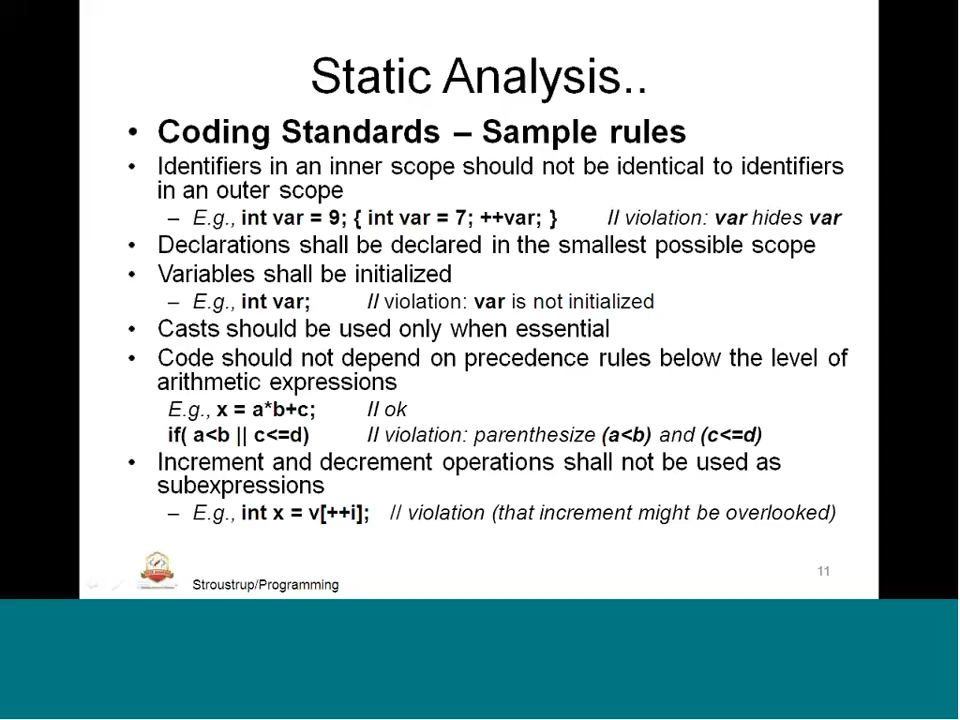 Static Analysis..
• Coding Standards – Sample rules
• Identifiers in an inner scope should not be identical to identifiers
in an outer scope
– E.g., int var = 9; { int var = 7; ++var; } // violation: var hides var
• Declarations shall be declared in the smallest possible scope
• Variables shall be initialized
– E.g., int var; // violation: var is not initialized
• Casts should be used only when essential
• Code should not depend on precedence rules below the level of
arithmetic expressions
E.g., x = a*b+c; // ok
if( a<b || c<=d) // violation: parenthesize (a<b) and (c<=d)
• Increment and decrement operations shall not be used as
subexpressions
– E.g., int x = v[++i]; // violation (that increment might be overlooked)
Stroustrup/Programming
11